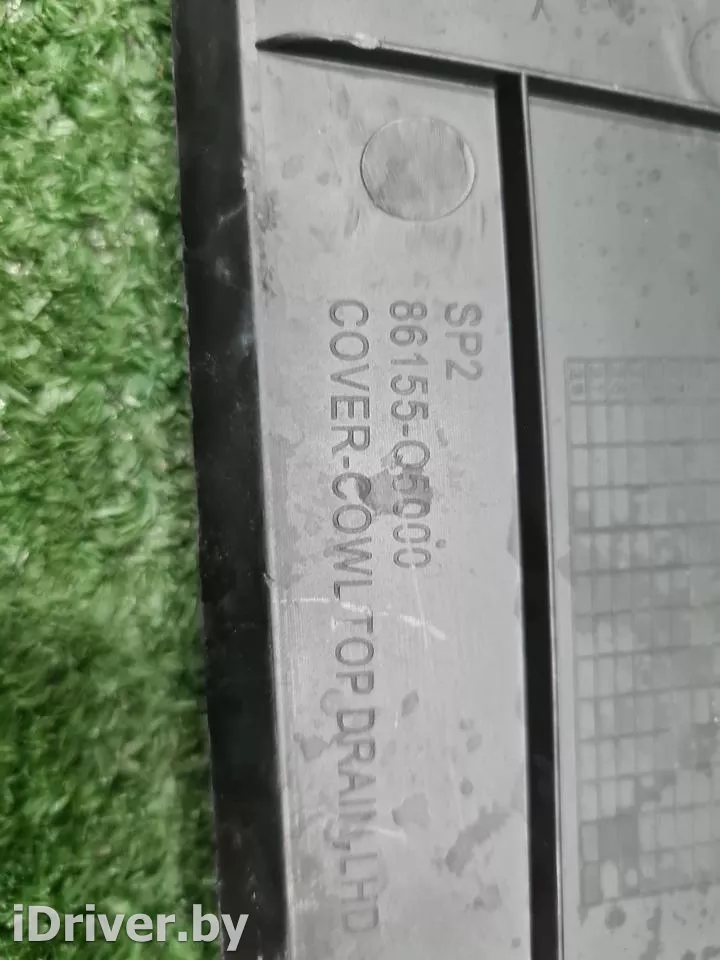 SP2
86155-Q5000
COVER-COWL TOP DRAIN,LHD
iDriver.by